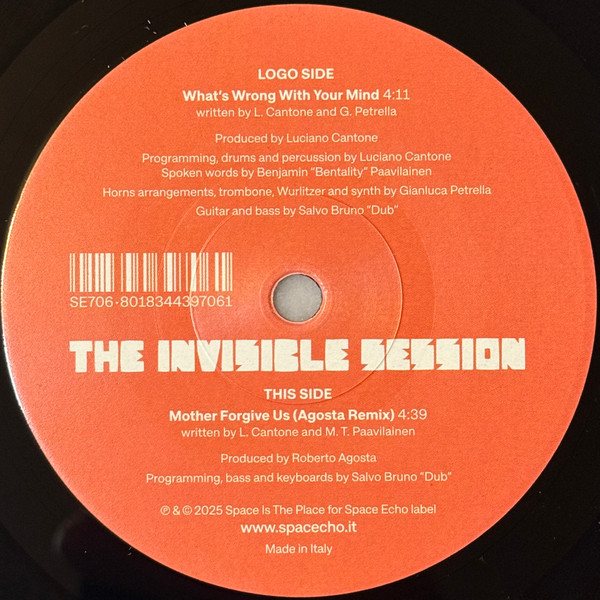 LOGO SIDE
What's Wrong With Your Mind 4:11
written by L. Cantone and G. Petrella
Produced by Luciano Cantone
Programming, drums and percussion by Luciano Cantone
Spoken words by Benjamin "Bentality" Paavilainen
Horns arrangements, trombone, Wurlitzer and synth by Gianluca Petrella
Guitar and bass by Salvo Bruno "Dub"
SE706·8018344397061
THE INVISIBLE SESSION
THIS SIDE
Mother Forgive Us (Agosta Remix) 4:39
written by L. Cantone and M. T. Paavilainen
Produced by Roberto Agosta
Programming, bass and keyboards by Salvo Bruno "Dub"
℗ & © 2025 Space Is The Place for Space Echo label
www.spacecho.it
Made in Italy